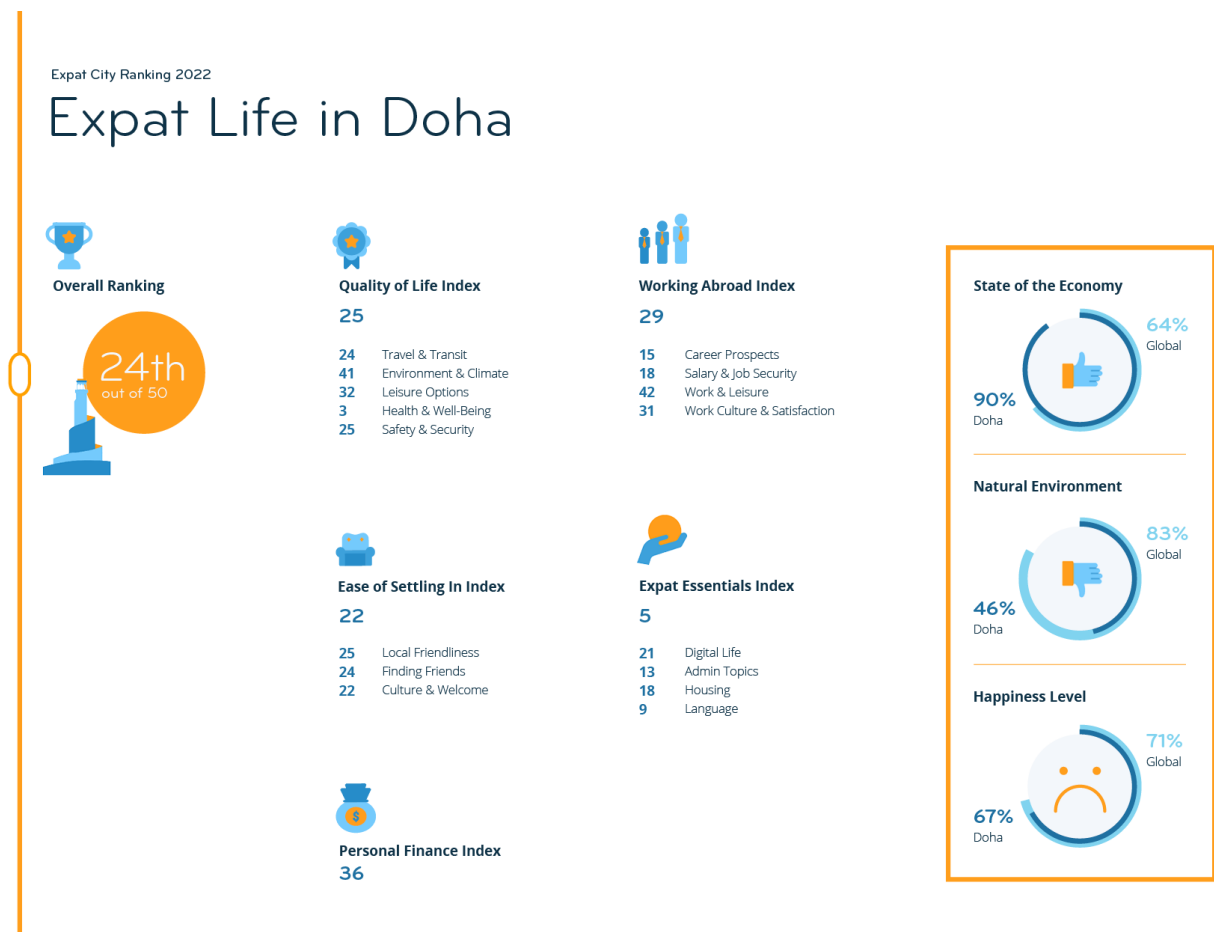 Expat City Ranking 2022
Expat Life in Doha
Overall Ranking
24th
out of 50
Quality of Life Index
25
24 Travel & Transit
41 Environment & Climate
32 Leisure Options
3 Health & Well-Being
25 Safety & Security
Working Abroad Index
29
15 Career Prospects
18 Salary & Job Security
42 Work & Leisure
31 Work Culture & Satisfaction
Ease of Settling In Index
22
25 Local Friendliness
24 Finding Friends
22 Culture & Welcome
Expat Essentials Index
5
21 Digital Life
13 Admin Topics
18 Housing
9 Language
$
Personal Finance Index
36
State of the Economy
64%
Global
90%
Doha
Natural Environment
83%
Global
46%
Doha
Happiness Level
71%
Global
67%
Doha